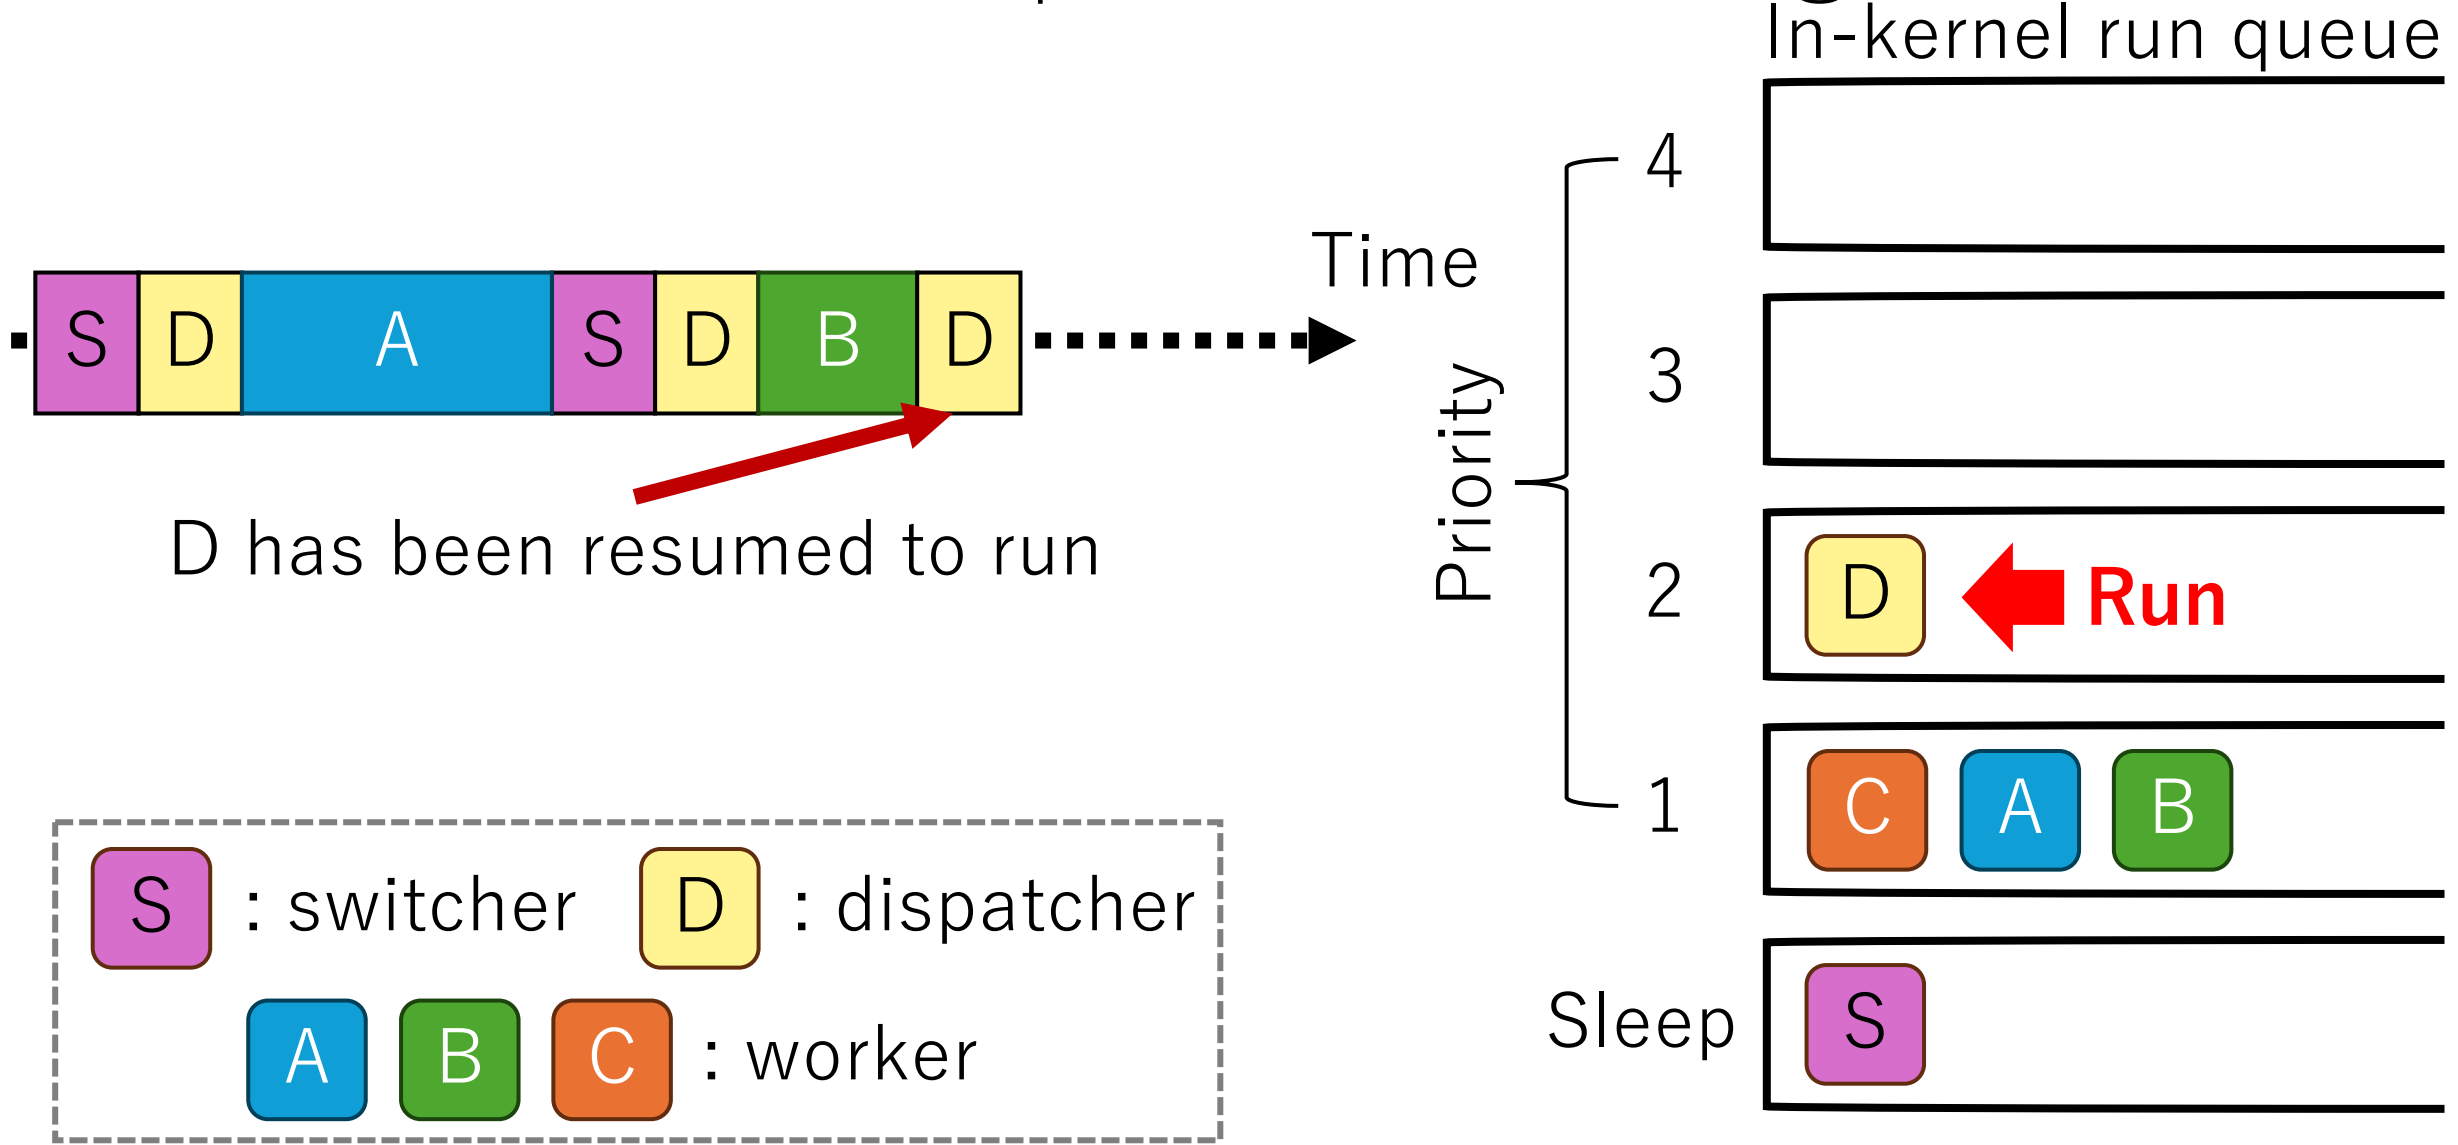 In-kernel run queue
4
Time
S D A S D B D
3
Priority
D has been resumed to run
2
D Run
1
C A B
S : switcher D : dispatcher
Sleep
S
A B C : worker